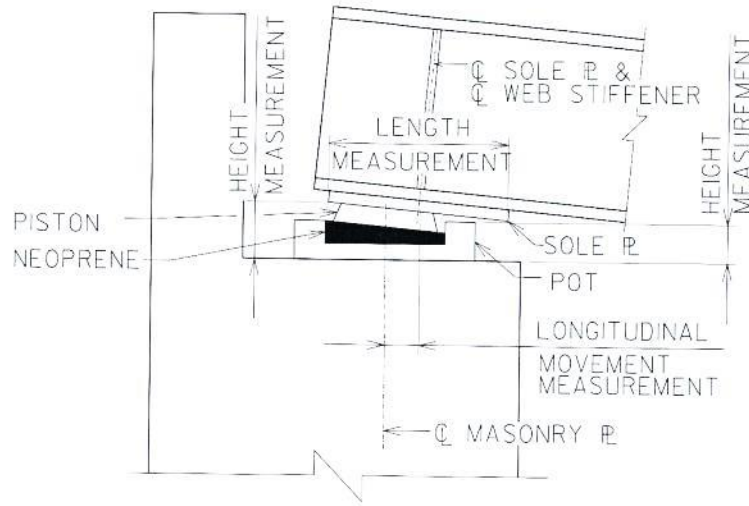 ℄ SOLE ⅊ &
℄ WEB STIFFENER
LENGTH
MEASUREMENT
HEIGHT
MEASUREMENT
HEIGHT
MEASUREMENT
PISTON
NEOPRENE
SOLE ⅊
POT
LONGITUDINAL
MOVEMENT
MEASUREMENT
℄ MASONRY ⅊